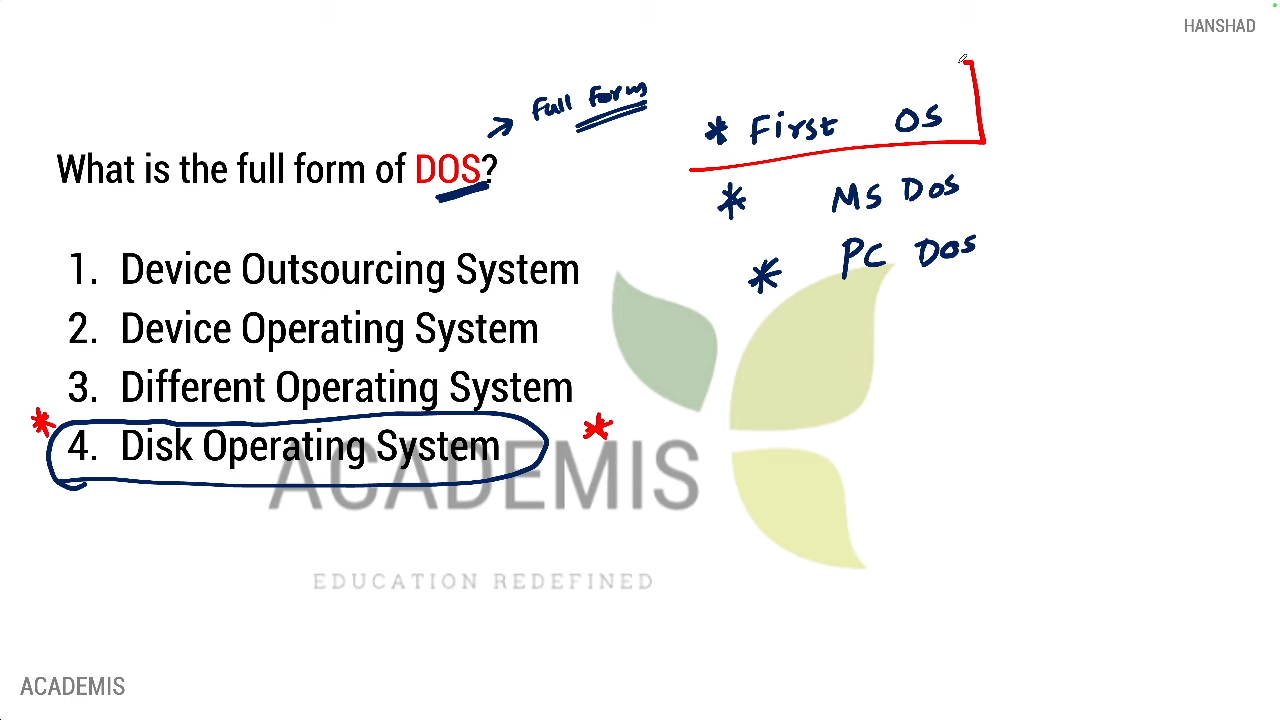 HANSHAD
Full Form
* First OS
What is the full form of DOS?
* MS DOS
* PC DOS
1. Device Outsourcing System
2. Device Operating System
3. Different Operating System
* 4. Disk Operating System *
ACADEMIS
EDUCATION REDEFINED
ACADEMIS